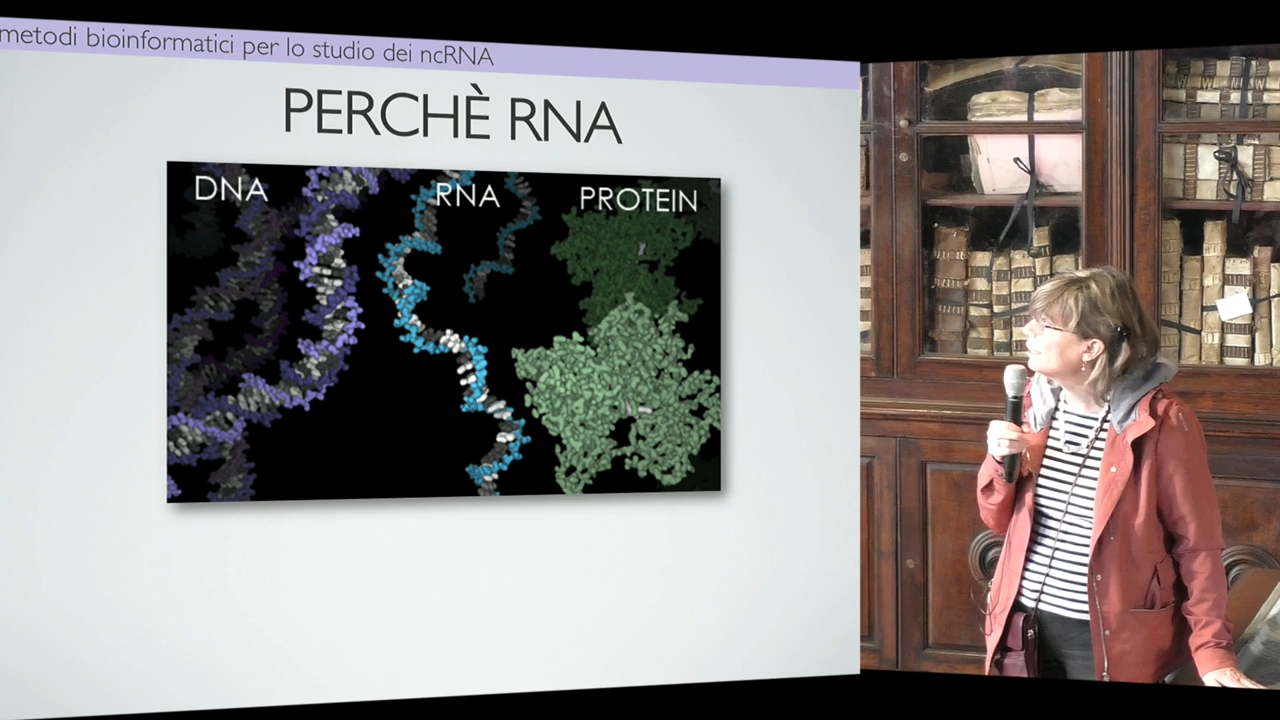 metodi bioinformatici per lo studio dei ncRNA
PERCHÈ RNA
DNA
RNA
PROTEIN